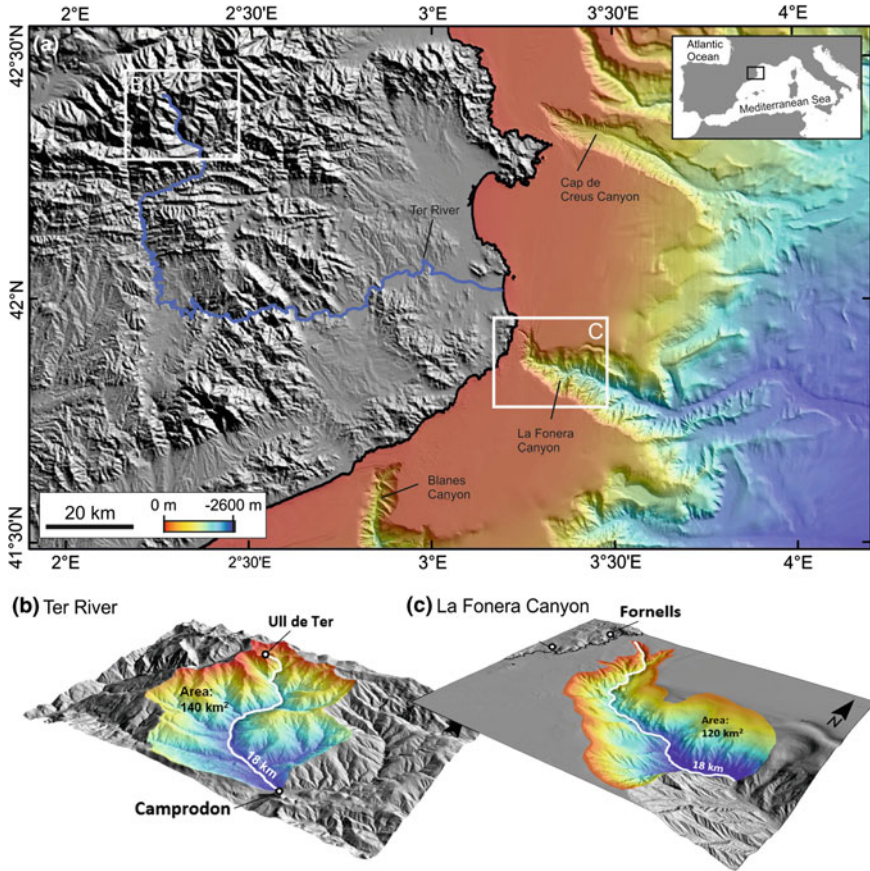 2°
2°30'
3°
3°30'
4°
42°30'N
(a)
Atlantic
Ocean
Mediterranean Sea
Cap de
Creus Canyon
Ter River
42°N
C
La Fonera
Canyon
Blanes
Canyon
20 km
0 m
-2600 m
41°30'N
2°
2°30'
3°
3°30'
4°
(b) Ter River
(c) La Fonera Canyon
Ull de Ter
Fornells
Area:
140 km²
Area:
120 km²
N
18 km
18 km
Camprodon